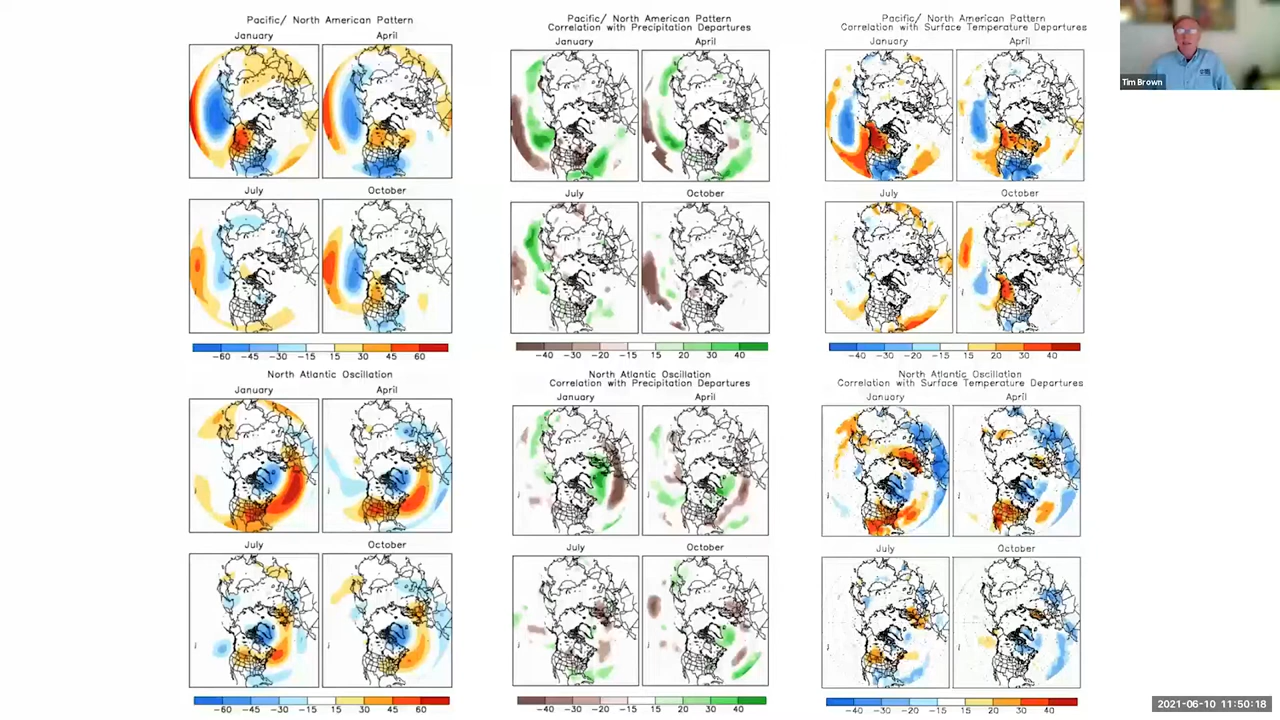 Pacific/ North American Pattern
January April
July October
-60 -45 -30 -15 15 30 45 60
Pacific/ North American Pattern
Correlation with Precipitation Departures
January April
July October
-40 -30 -20 -15 15 20 30 40
Pacific/ North American Pattern
Correlation with Surface Temperature Departures
January April
July October
-40 -30 -20 -15 15 20 30 40
North Atlantic Oscillation
January April
July October
-60 -45 -30 -15 15 30 45 60
North Atlantic Oscillation
Correlation with Precipitation Departures
January April
July October
-40 -30 -20 -15 15 20 30 40
North Atlantic Oscillation
Correlation with Surface Temperature Departures
January April
July October
-40 -30 -20 -15 15 20 30 40
Tim Brown
2021-06-10 11:50:18